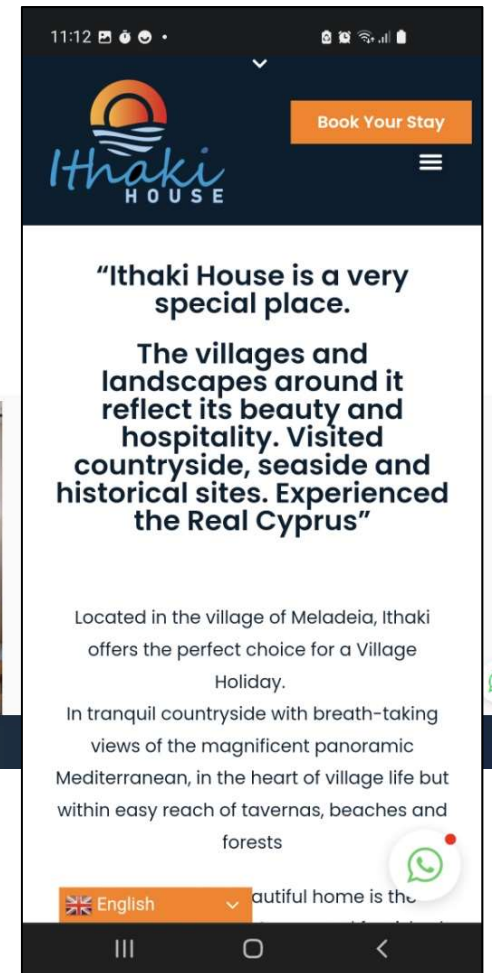 11:12
Ithaki
HOUSE
Book Your Stay
“Ithaki House is a very
special place.
The villages and
landscapes around it
reflect its beauty and
hospitality. Visited
countryside, seaside and
historical sites. Experienced
the Real Cyprus”
Located in the village of Meladeia, Ithaki
offers the perfect choice for a Village
Holiday.
In tranquil countryside with breath-taking
views of the magnificent panoramic
Mediterranean, in the heart of village life but
within easy reach of tavernas, beaches and
forests
English
autiful home is the